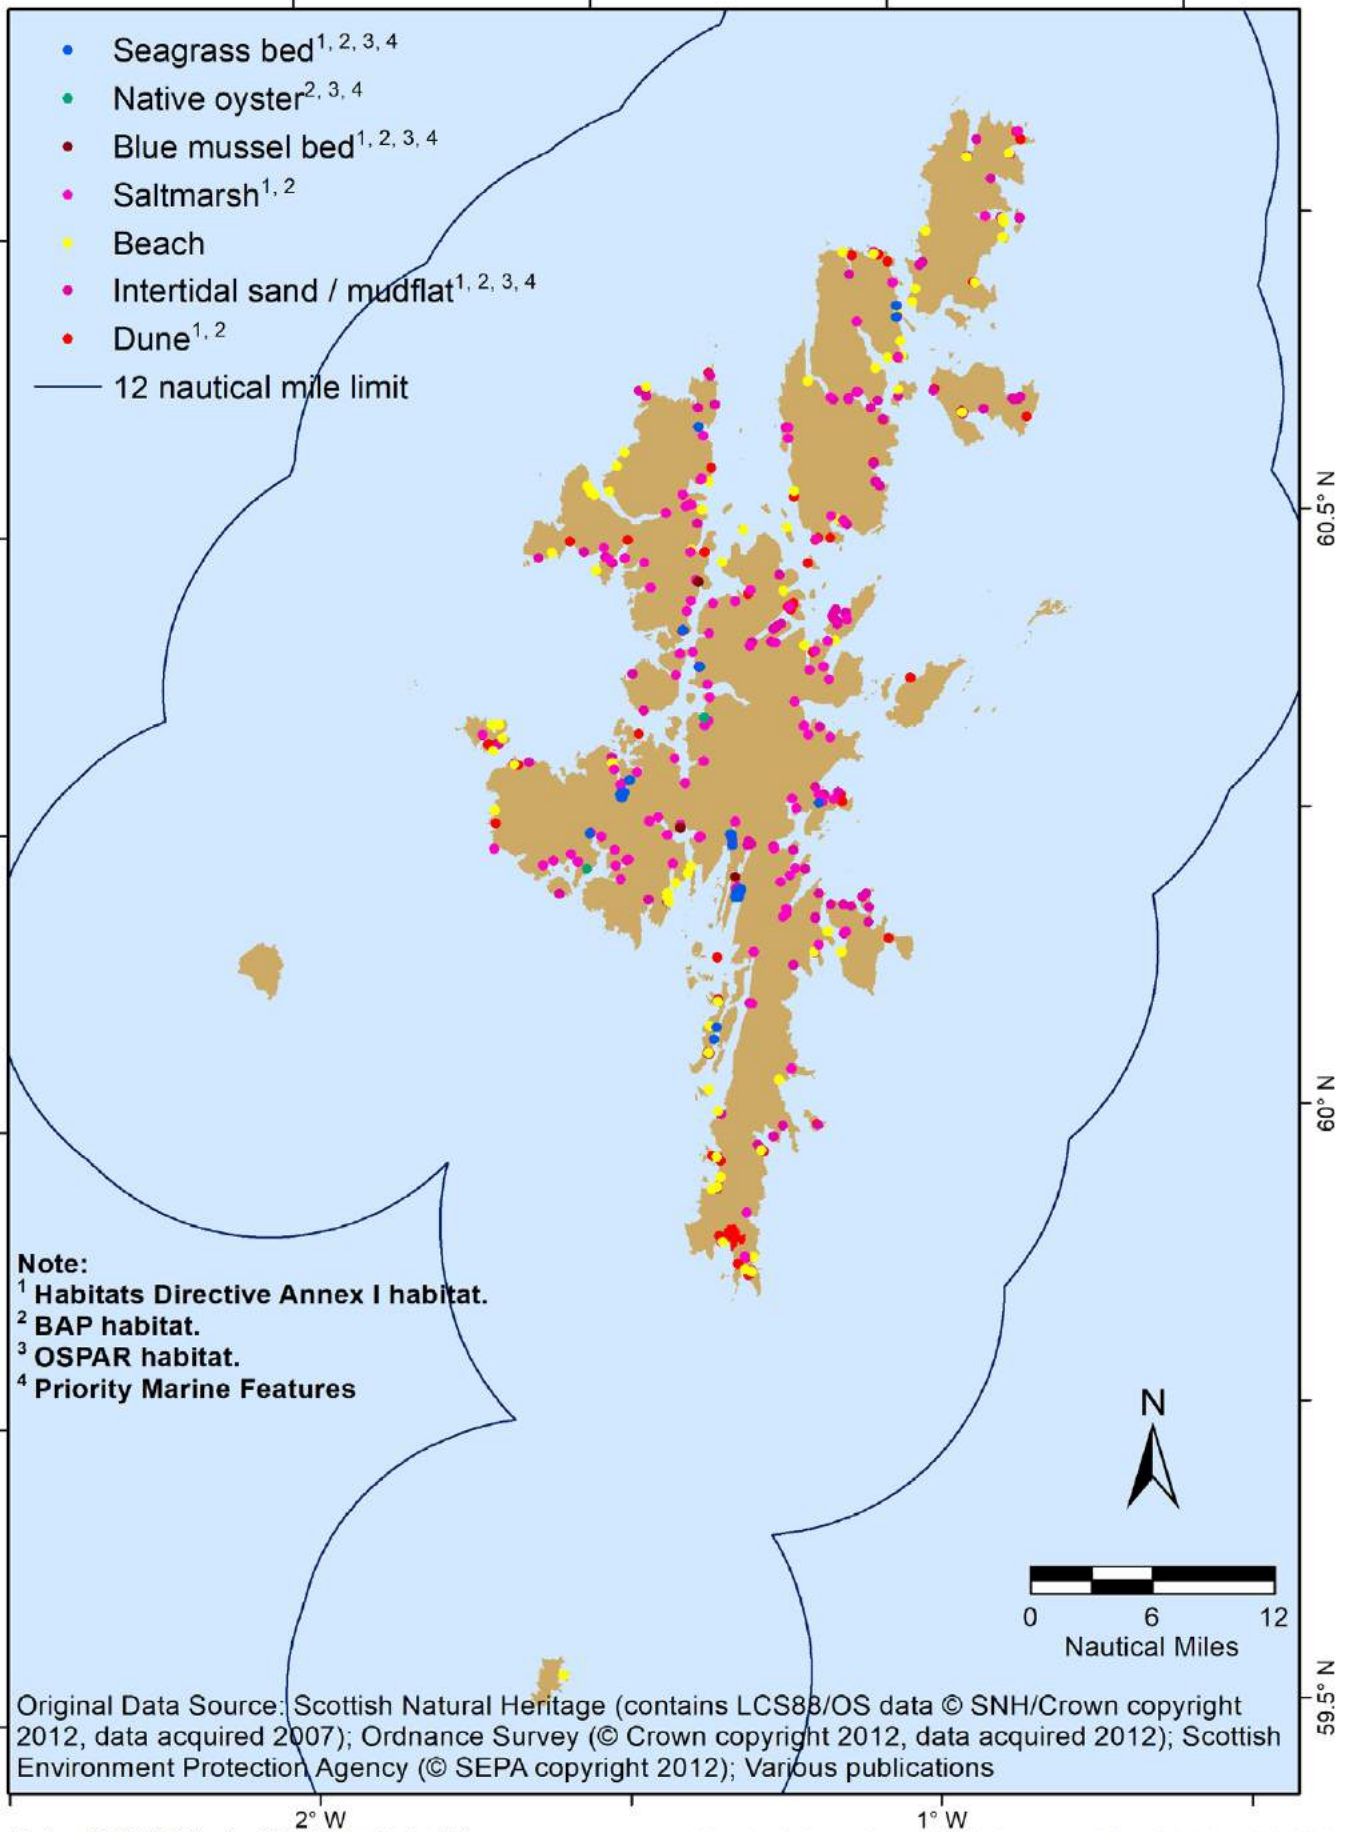 Seagrass bed1, 2, 3, 4
Native oyster2, 3, 4
Blue mussel bed1, 2, 3, 4
Saltmarsh1, 2
Beach
Intertidal sand / mudflat1, 2, 3, 4
Dune1, 2
12 nautical mile limit
60.5° N
60° N
Note:
1 Habitats Directive Annex I habitat.
2 BAP habitat.
3 OSPAR habitat.
4 Priority Marine Features
N
0 6 12
Nautical Miles
59.5° N
Original Data Source: Scottish Natural Heritage (contains LCS88/OS data © SNH/Crown copyright
2012, data acquired 2007); Ordnance Survey (© Crown copyright 2012, data acquired 2012); Scottish
Environment Protection Agency (© SEPA copyright 2012); Various publications
2° W 1° W